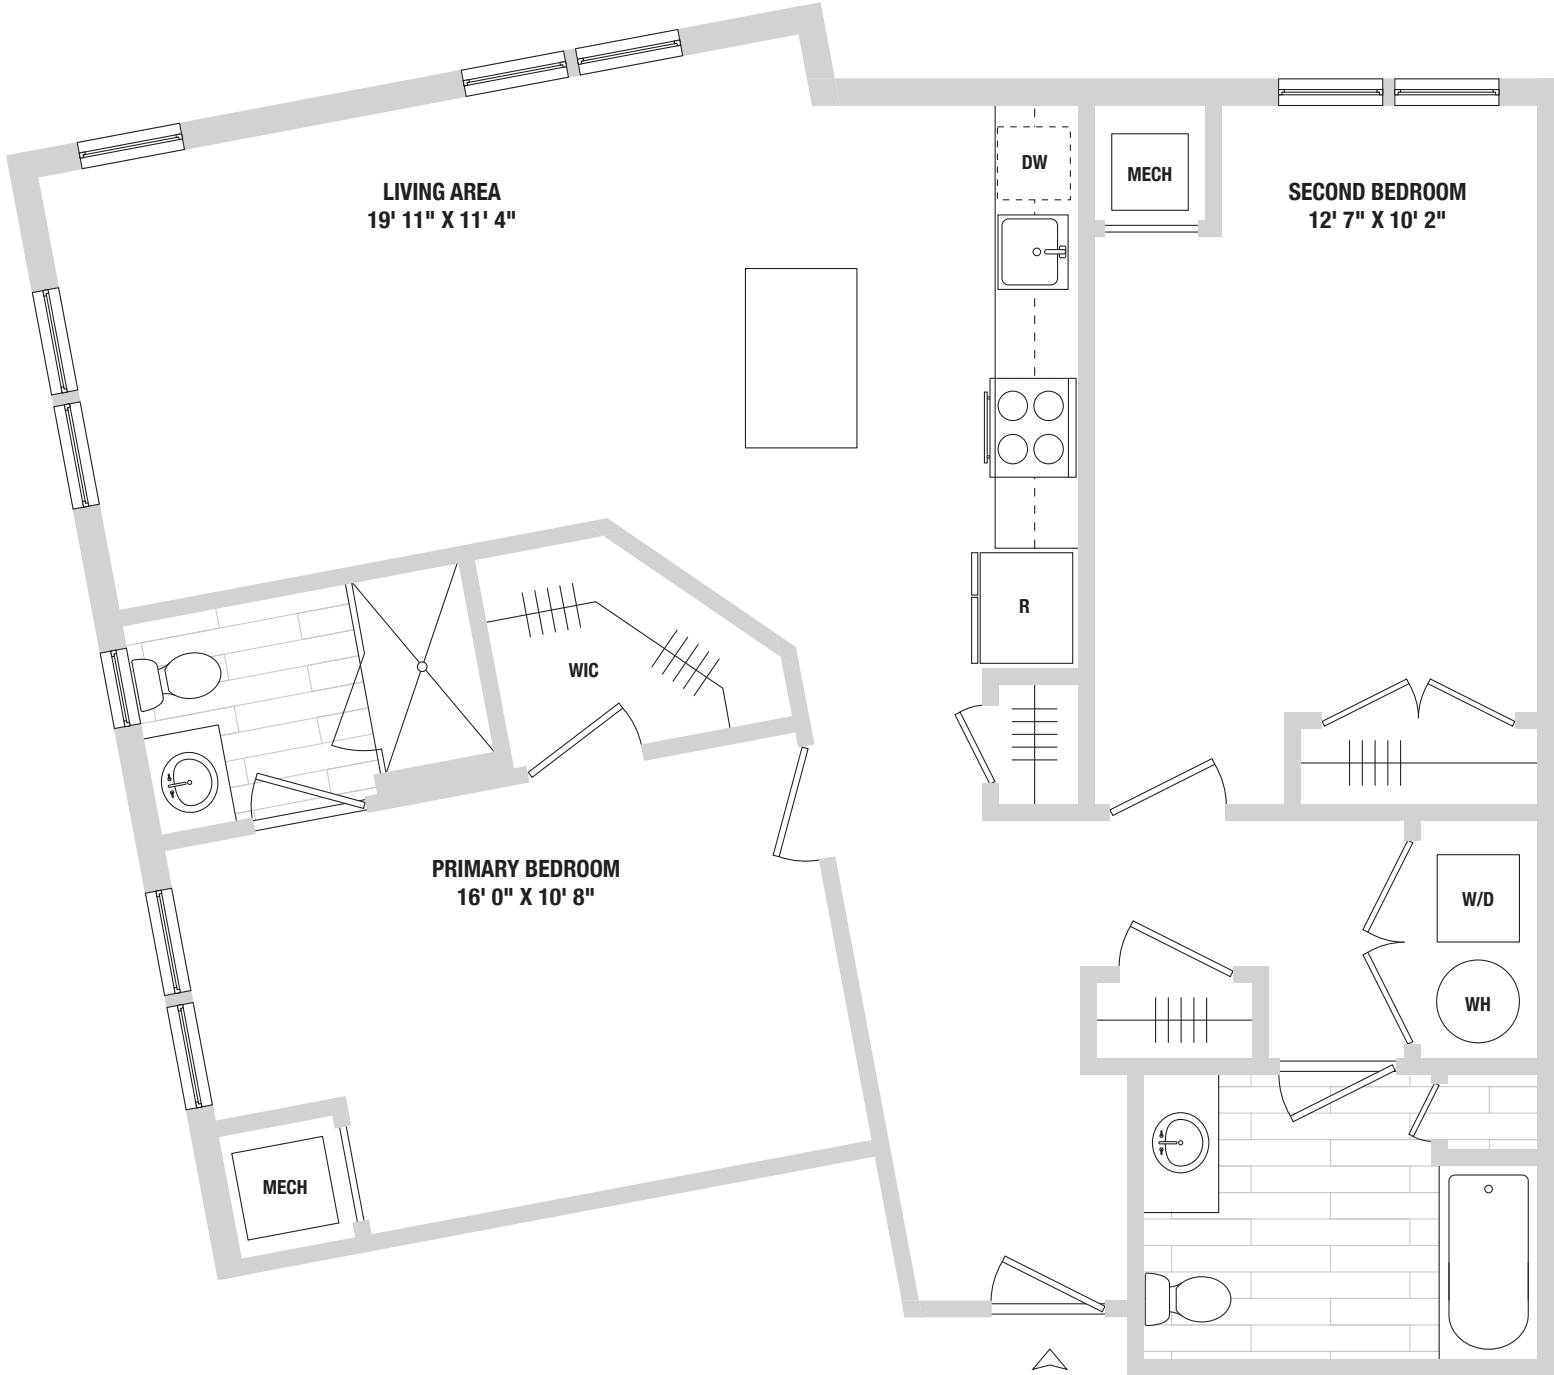 LIVING AREA
19' 11" X 11' 4"
DW
MECH
SECOND BEDROOM
12' 7" X 10' 2"
R
WIC
PRIMARY BEDROOM
16' 0" X 10' 8"
W/D
WH
MECH